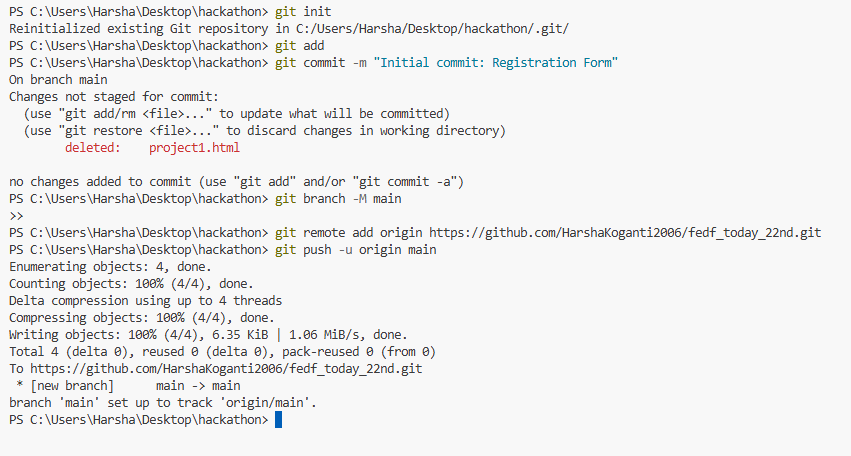 PS C:\Users\Harsha\Desktop\hackathon> git init
Reinitialized existing Git repository in C:/Users/Harsha/Desktop/hackathon/.git/
PS C:\Users\Harsha\Desktop\hackathon> git add
PS C:\Users\Harsha\Desktop\hackathon> git commit -m "Initial commit: Registration Form"
On branch main
Changes not staged for commit:
  (use "git add/rm <file>..." to update what will be committed)
  (use "git restore <file>..." to discard changes in working directory)
        deleted:    project1.html

no changes added to commit (use "git add" and/or "git commit -a")
PS C:\Users\Harsha\Desktop\hackathon> git branch -M main
>>
PS C:\Users\Harsha\Desktop\hackathon> git remote add origin https://github.com/HarshaKoganti2006/fedf_today_22nd.git
PS C:\Users\Harsha\Desktop\hackathon> git push -u origin main
Enumerating objects: 4, done.
Counting objects: 100% (4/4), done.
Delta compression using up to 4 threads
Compressing objects: 100% (4/4), done.
Writing objects: 100% (4/4), 6.35 KiB | 1.06 MiB/s, done.
Total 4 (delta 0), reused 0 (delta 0), pack-reused 0 (from 0)
To https://github.com/HarshaKoganti2006/fedf_today_22nd.git
 * [new branch]      main -> main
branch 'main' set up to track 'origin/main'.
PS C:\Users\Harsha\Desktop\hackathon>